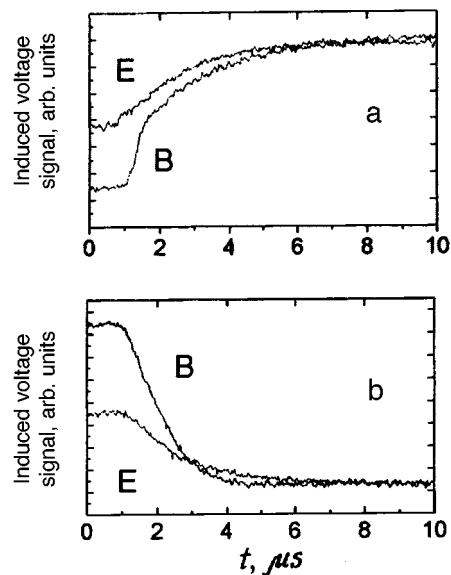 Induced voltage
signal, arb. units
E
B
a
0 2 4 6 8 10
Induced voltage
signal, arb. units
B
b
E
0 2 4 6 8 10
t, μs